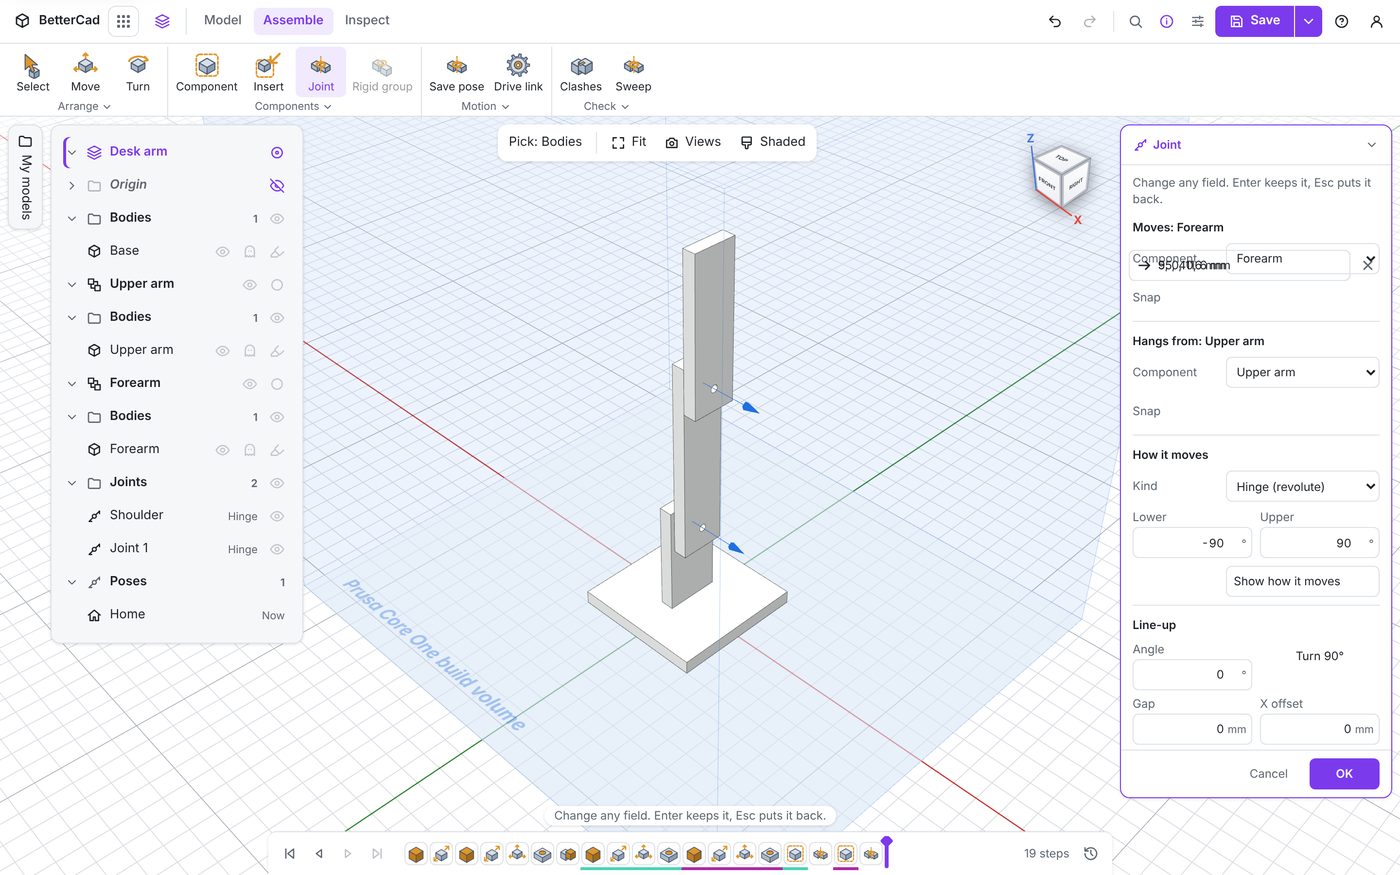 BetterCad
Model
Assemble
Inspect
Save
Select
Move
Turn
Component
Insert
Joint
Rigid group
Save pose
Drive link
Clashes
Sweep
Arrange
Components
Motion
Check
My models
Desk arm
Origin
Bodies 1
Base
Upper arm
Bodies 1
Upper arm
Forearm
Bodies 1
Forearm
Joints 2
Shoulder Hinge
Joint 1 Hinge
Poses 1
Home Now
Pick: Bodies
Fit
Views
Shaded
Z
TOP
FRONT
RIGHT
X
Prusa Core One build volume
Joint
Change any field. Enter keeps it, Esc puts it
back.
Moves: Forearm
Component Forearm
Snap
Hangs from: Upper arm
Component Upper arm
Snap
How it moves
Kind Hinge (revolute)
Lower Upper
-90 ° 90 °
Show how it moves
Line-up
Angle
Turn 90°
0 °
Gap X offset
0 mm 0 mm
Cancel OK
Change any field. Enter keeps it, Esc puts it back.
19 steps